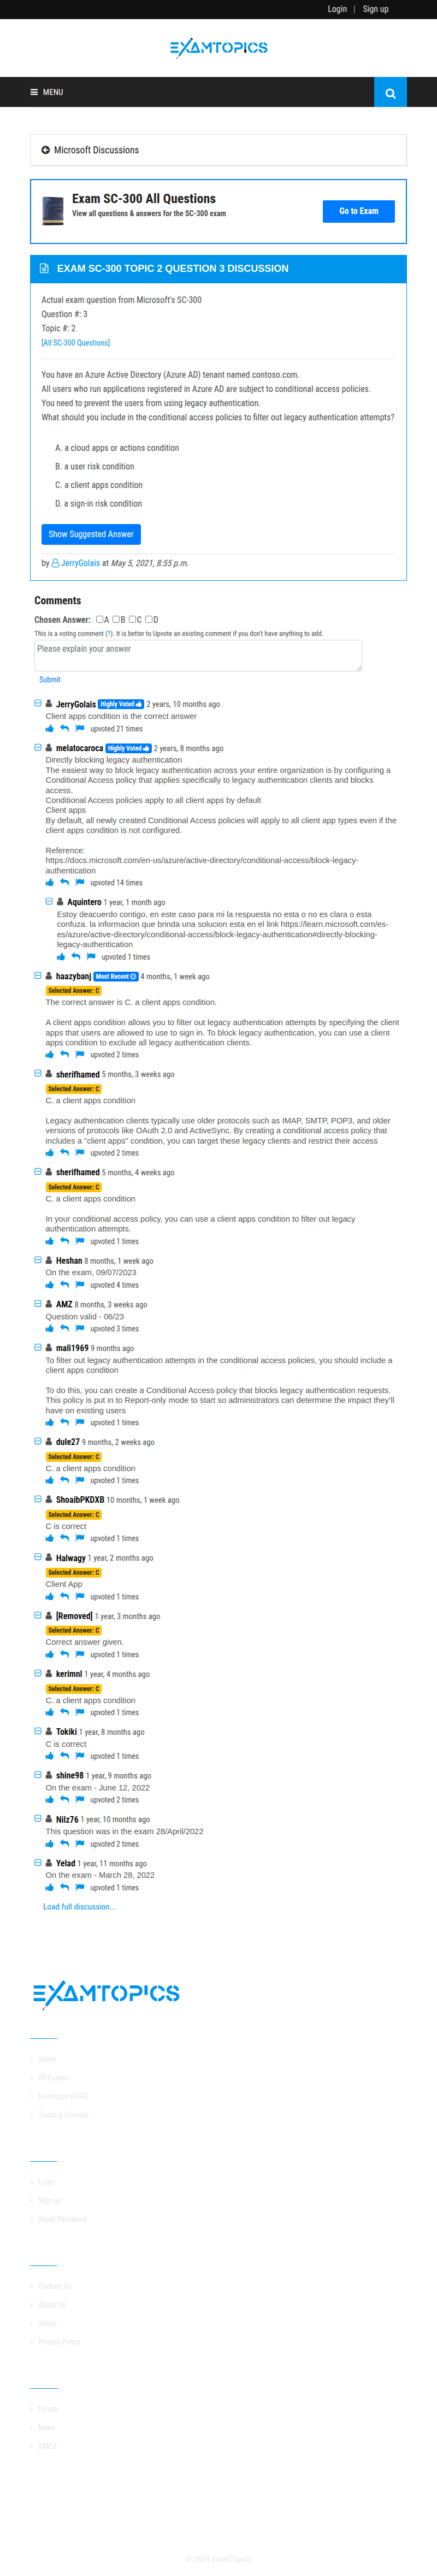 Login | Sign up
EXAMTOPICS
MENU
Microsoft Discussions
Exam SC-300 All Questions
View all questions & answers for the SC-300 exam
Go to Exam
EXAM SC-300 TOPIC 2 QUESTION 3 DISCUSSION
Actual exam question from Microsoft's SC-300
Question #: 3
Topic #: 2
[All SC-300 Questions]
You have an Azure Active Directory (Azure AD) tenant named contoso.com.
All users who run applications registered in Azure AD are subject to conditional access policies.
You need to prevent the users from using legacy authentication.
What should you include in the conditional access policies to filter out legacy authentication attempts?
A. a cloud apps or actions condition
B. a user risk condition
C. a client apps condition
D. a sign-in risk condition
Show Suggested Answer
by JerryGolais at May 5, 2021, 8:55 p.m.
Comments
Chosen Answer: A B C D
This is a voting comment (?). It is better to Upvote an existing comment if you don't have anything to add.
Please explain your answer
Submit
JerryGolais Highly Voted 2 years, 10 months ago
Client apps condition is the correct answer
upvoted 21 times
melatocaroca Highly Voted 2 years, 8 months ago
Directly blocking legacy authentication
The easiest way to block legacy authentication across your entire organization is by configuring a
Conditional Access policy that applies specifically to legacy authentication clients and blocks
access.
Conditional Access policies apply to all client apps by default
Client apps
By default, all newly created Conditional Access policies will apply to all client app types even if the
client apps condition is not configured.
Reference:
https://docs.microsoft.com/en-us/azure/active-directory/conditional-access/block-legacy-
authentication
upvoted 14 times
Aquintero 1 year, 1 month ago
Estoy deacuerdo contigo, en este caso para mi la respuesta no esta o no es clara o esta
confuza. la informacion que brinda una solucion esta en el link https://learn.microsoft.com/es-
es/azure/active-directory/conditional-access/block-legacy-authentication#directly-blocking-
legacy-authentication
upvoted 1 times
haazybanj Most Recent 4 months, 1 week ago
Selected Answer: C
The correct answer is C. a client apps condition.
A client apps condition allows you to filter out legacy authentication attempts by specifying the client
apps that users are allowed to use to sign in. To block legacy authentication, you can use a client
apps condition to exclude all legacy authentication clients.
upvoted 2 times
sherifhamed 5 months, 3 weeks ago
Selected Answer: C
C. a client apps condition
Legacy authentication clients typically use older protocols such as IMAP, SMTP, POP3, and older
versions of protocols like OAuth 2.0 and ActiveSync. By creating a conditional access policy that
includes a "client apps" condition, you can target these legacy clients and restrict their access
upvoted 2 times
sherifhamed 5 months, 4 weeks ago
Selected Answer: C
C. a client apps condition
In your conditional access policy, you can use a client apps condition to filter out legacy
authentication attempts.
upvoted 1 times
Heshan 8 months, 1 week ago
On the exam, 09/07/2023
upvoted 4 times
AMZ 8 months, 3 weeks ago
Question valid - 06/23
upvoted 3 times
mali1969 9 months ago
To filter out legacy authentication attempts in the conditional access policies, you should include a
client apps condition
To do this, you can create a Conditional Access policy that blocks legacy authentication requests.
This policy is put in to Report-only mode to start so administrators can determine the impact they'll
have on existing users
upvoted 1 times
dule27 9 months, 2 weeks ago
Selected Answer: C
C. a client apps condition
upvoted 1 times
ShoaibPKDXB 10 months, 1 week ago
Selected Answer: C
C is correct
upvoted 1 times
Halwagy 1 year, 2 months ago
Selected Answer: C
Client App
upvoted 1 times
[Removed] 1 year, 3 months ago
Selected Answer: C
Correct answer given.
upvoted 1 times
kerimnl 1 year, 4 months ago
Selected Answer: C
C. a client apps condition
upvoted 1 times
Tokiki 1 year, 8 months ago
C is correct
upvoted 1 times
shine98 1 year, 9 months ago
On the exam - June 12, 2022
upvoted 2 times
Nilz76 1 year, 10 months ago
This question was in the exam 28/April/2022
upvoted 2 times
Yelad 1 year, 11 months ago
On the exam - March 28, 2022
upvoted 1 times
Load full discussion...
EXAMTOPICS
Home
All Exams
Examtopics PRO
Training Courses
Login
Sign up
Reset Password
Contact Us
About Us
Terms
Privacy Policy
Forum
News
DMCA
© 2024 ExamTopics